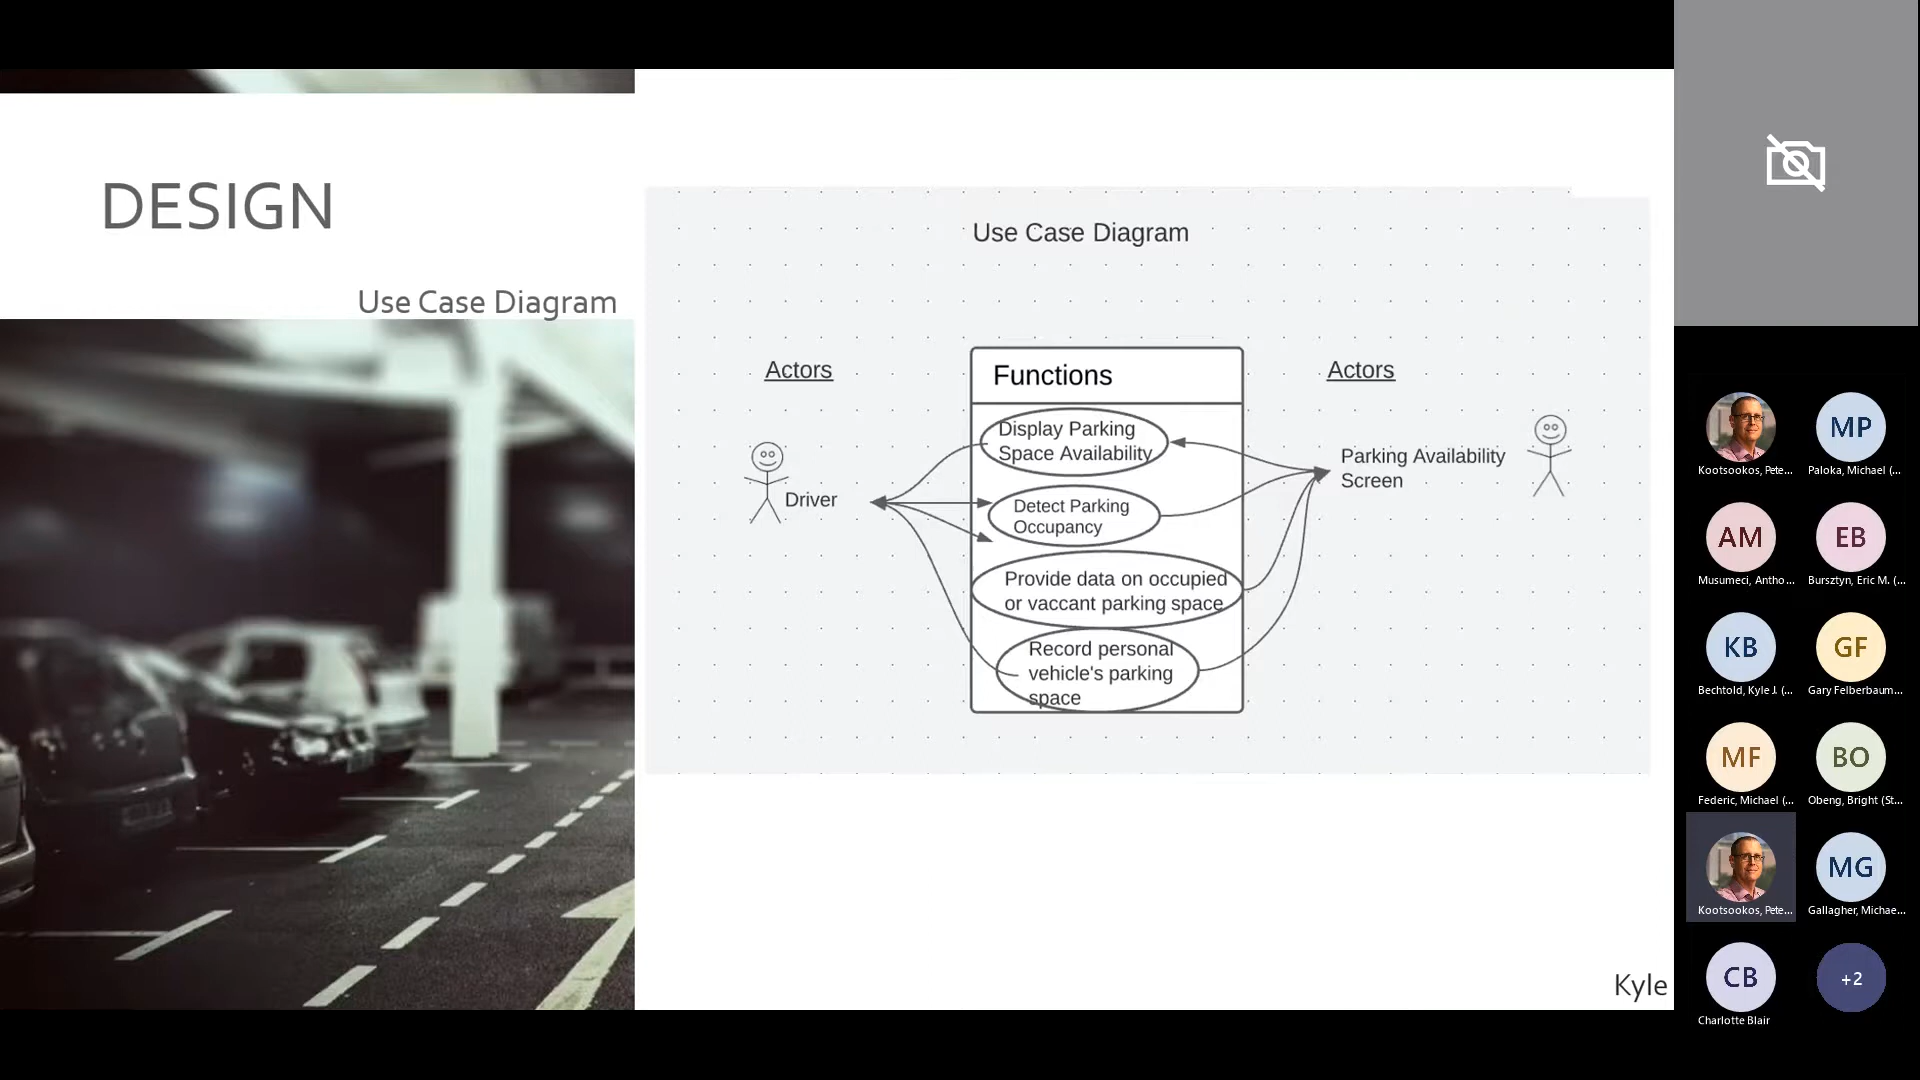 DESIGN
Use Case Diagram
Use Case Diagram
Actors
Functions
Actors
Display Parking
Space Availability
Driver
Detect Parking
Occupancy
Parking Availability
Screen
Provide data on occupied
or vaccant parking space
Record personal
vehicle's parking
space
Kyle
Kootsookos, Pete...
MP
Paloka, Michael (...
AM
Musumeci, Antho...
EB
Bursztyn, Eric M. (...
KB
Bechtold, Kyle J. (...
GF
Gary Felberbaum...
MF
Federic, Michael (...
BO
Obeng, Bright (St...
Kootsookos, Pete...
MG
Gallagher, Michae...
CB
Charlotte Blair
+2